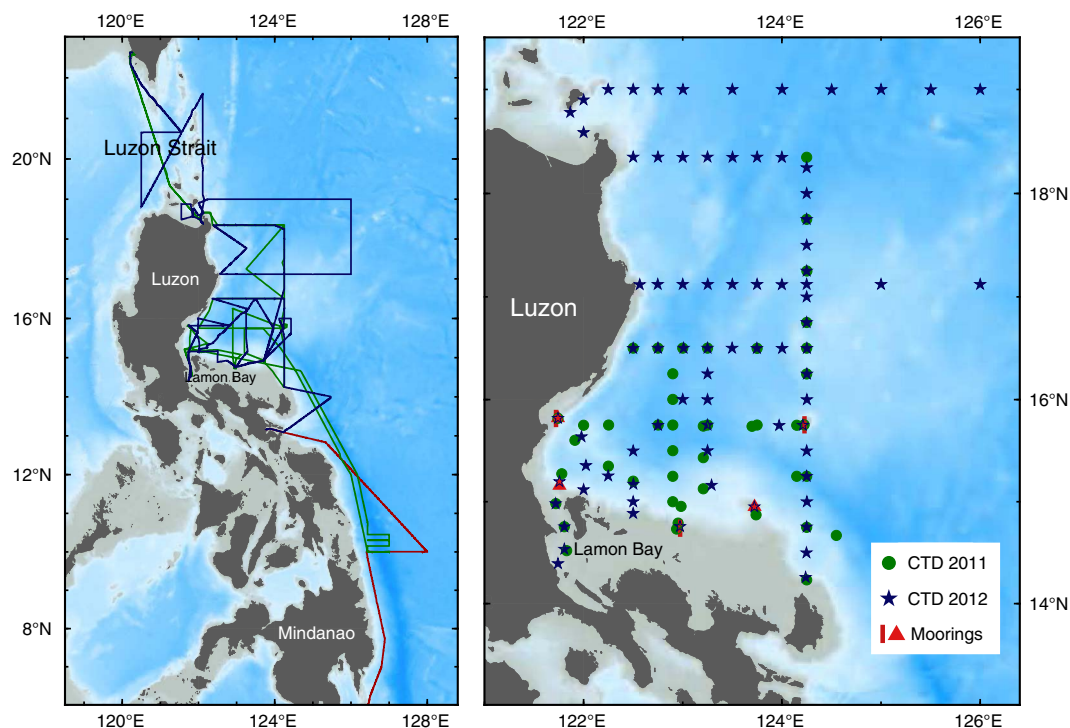 120°E 124°E 128°E
122°E 124°E 126°E
20°N
16°N
12°N
8°N
Luzon Strait
Luzon
Lamon Bay
Mindanao
120°E 124°E 128°E
18°N
16°N
14°N
Luzon
Lamon Bay
CTD 2011
CTD 2012
Moorings
122°E 124°E 126°E